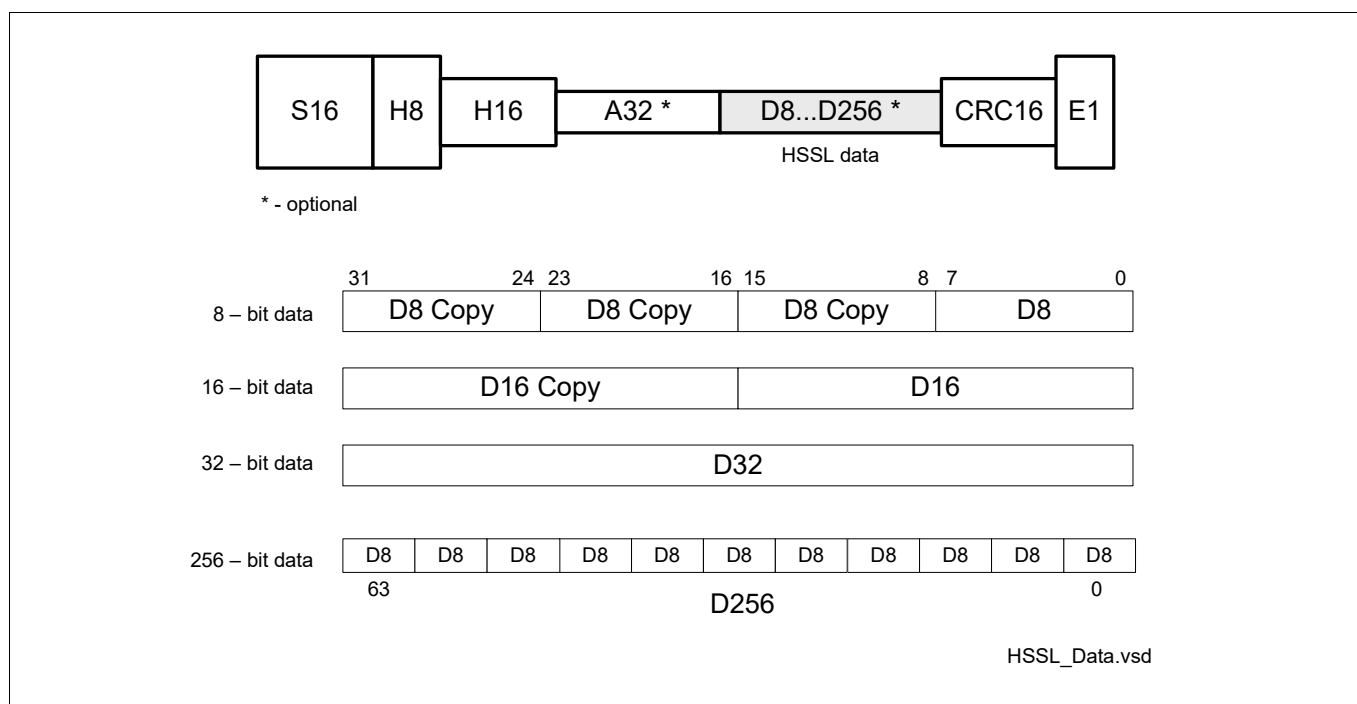 S16 H8 H16 A32 * D8...D256 * CRC16 E1
HSSL data
* - optional
31 24 23 16 15 8 7 0
8 – bit data D8 Copy D8 Copy D8 Copy D8
16 – bit data D16 Copy D16
32 – bit data D32
256 – bit data D8 D8 D8 D8 D8 D8 D8 D8 D8 D8 D8
63 0
D256
HSSL_Data.vsd